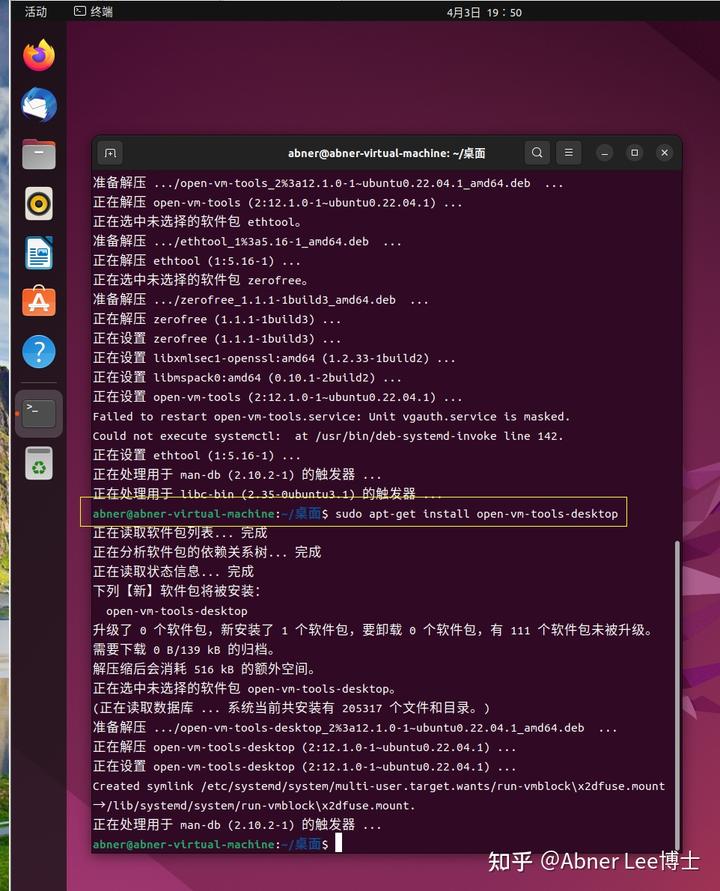 活动
终端
4月3日 19：50
abner@abner-virtual-machine: ~/桌面
准备解压 .../open-vm-tools_2%3a12.1.0-1~ubuntu0.22.04.1_amd64.deb ...
正在解压 open-vm-tools (2:12.1.0-1~ubuntu0.22.04.1) ...
正在选中未选择的软件包 ethtool。
准备解压 .../ethtool_1%3a5.16-1_amd64.deb ...
正在解压 ethtool (1:5.16-1) ...
正在选中未选择的软件包 zerofree。
准备解压 .../zerofree_1.1.1-1build3_amd64.deb ...
正在解压 zerofree (1.1.1-1build3) ...
正在设置 zerofree (1.1.1-1build3) ...
正在设置 libxmlsec1-openssl:amd64 (1.2.33-1build2) ...
正在设置 libmspack0:amd64 (0.10.1-2build2) ...
正在设置 open-vm-tools (2:12.1.0-1~ubuntu0.22.04.1) ...
Failed to restart open-vm-tools.service: Unit vgauth.service is masked.
Could not execute systemctl:  at /usr/bin/deb-systemd-invoke line 142.
正在设置 ethtool (1:5.16-1) ...
正在处理用于 man-db (2.10.2-1) 的触发器 ...
正在处理用于 libc-bin (2.35-0ubuntu3.1) 的触发器 ...
abner@abner-virtual-machine:~/桌面$ sudo apt-get install open-vm-tools-desktop
正在读取软件包列表... 完成
正在分析软件包的依赖关系树... 完成
正在读取状态信息... 完成
下列【新】软件包将被安装：
open-vm-tools-desktop
升级了 0 个软件包，新安装了 1 个软件包，要卸载 0 个软件包，有 111 个软件包未被升级。
需要下载 0 B/139 kB 的归档。
解压缩后会消耗 516 kB 的额外空间。
正在选中未选择的软件包 open-vm-tools-desktop。
(正在读取数据库 ... 系统当前共安装有 205317 个文件和目录。)
准备解压 .../open-vm-tools-desktop_2%3a12.1.0-1~ubuntu0.22.04.1_amd64.deb ...
正在解压 open-vm-tools-desktop (2:12.1.0-1~ubuntu0.22.04.1) ...
正在设置 open-vm-tools-desktop (2:12.1.0-1~ubuntu0.22.04.1) ...
Created symlink /etc/systemd/system/multi-user.target.wants/run-vmblock\x2dfuse.mount
→/lib/systemd/system/run-vmblock\x2dfuse.mount.
正在处理用于 man-db (2.10.2-1) 的触发器 ...
abner@abner-virtual-machine:~/桌面$
知乎 @Abner Lee博士